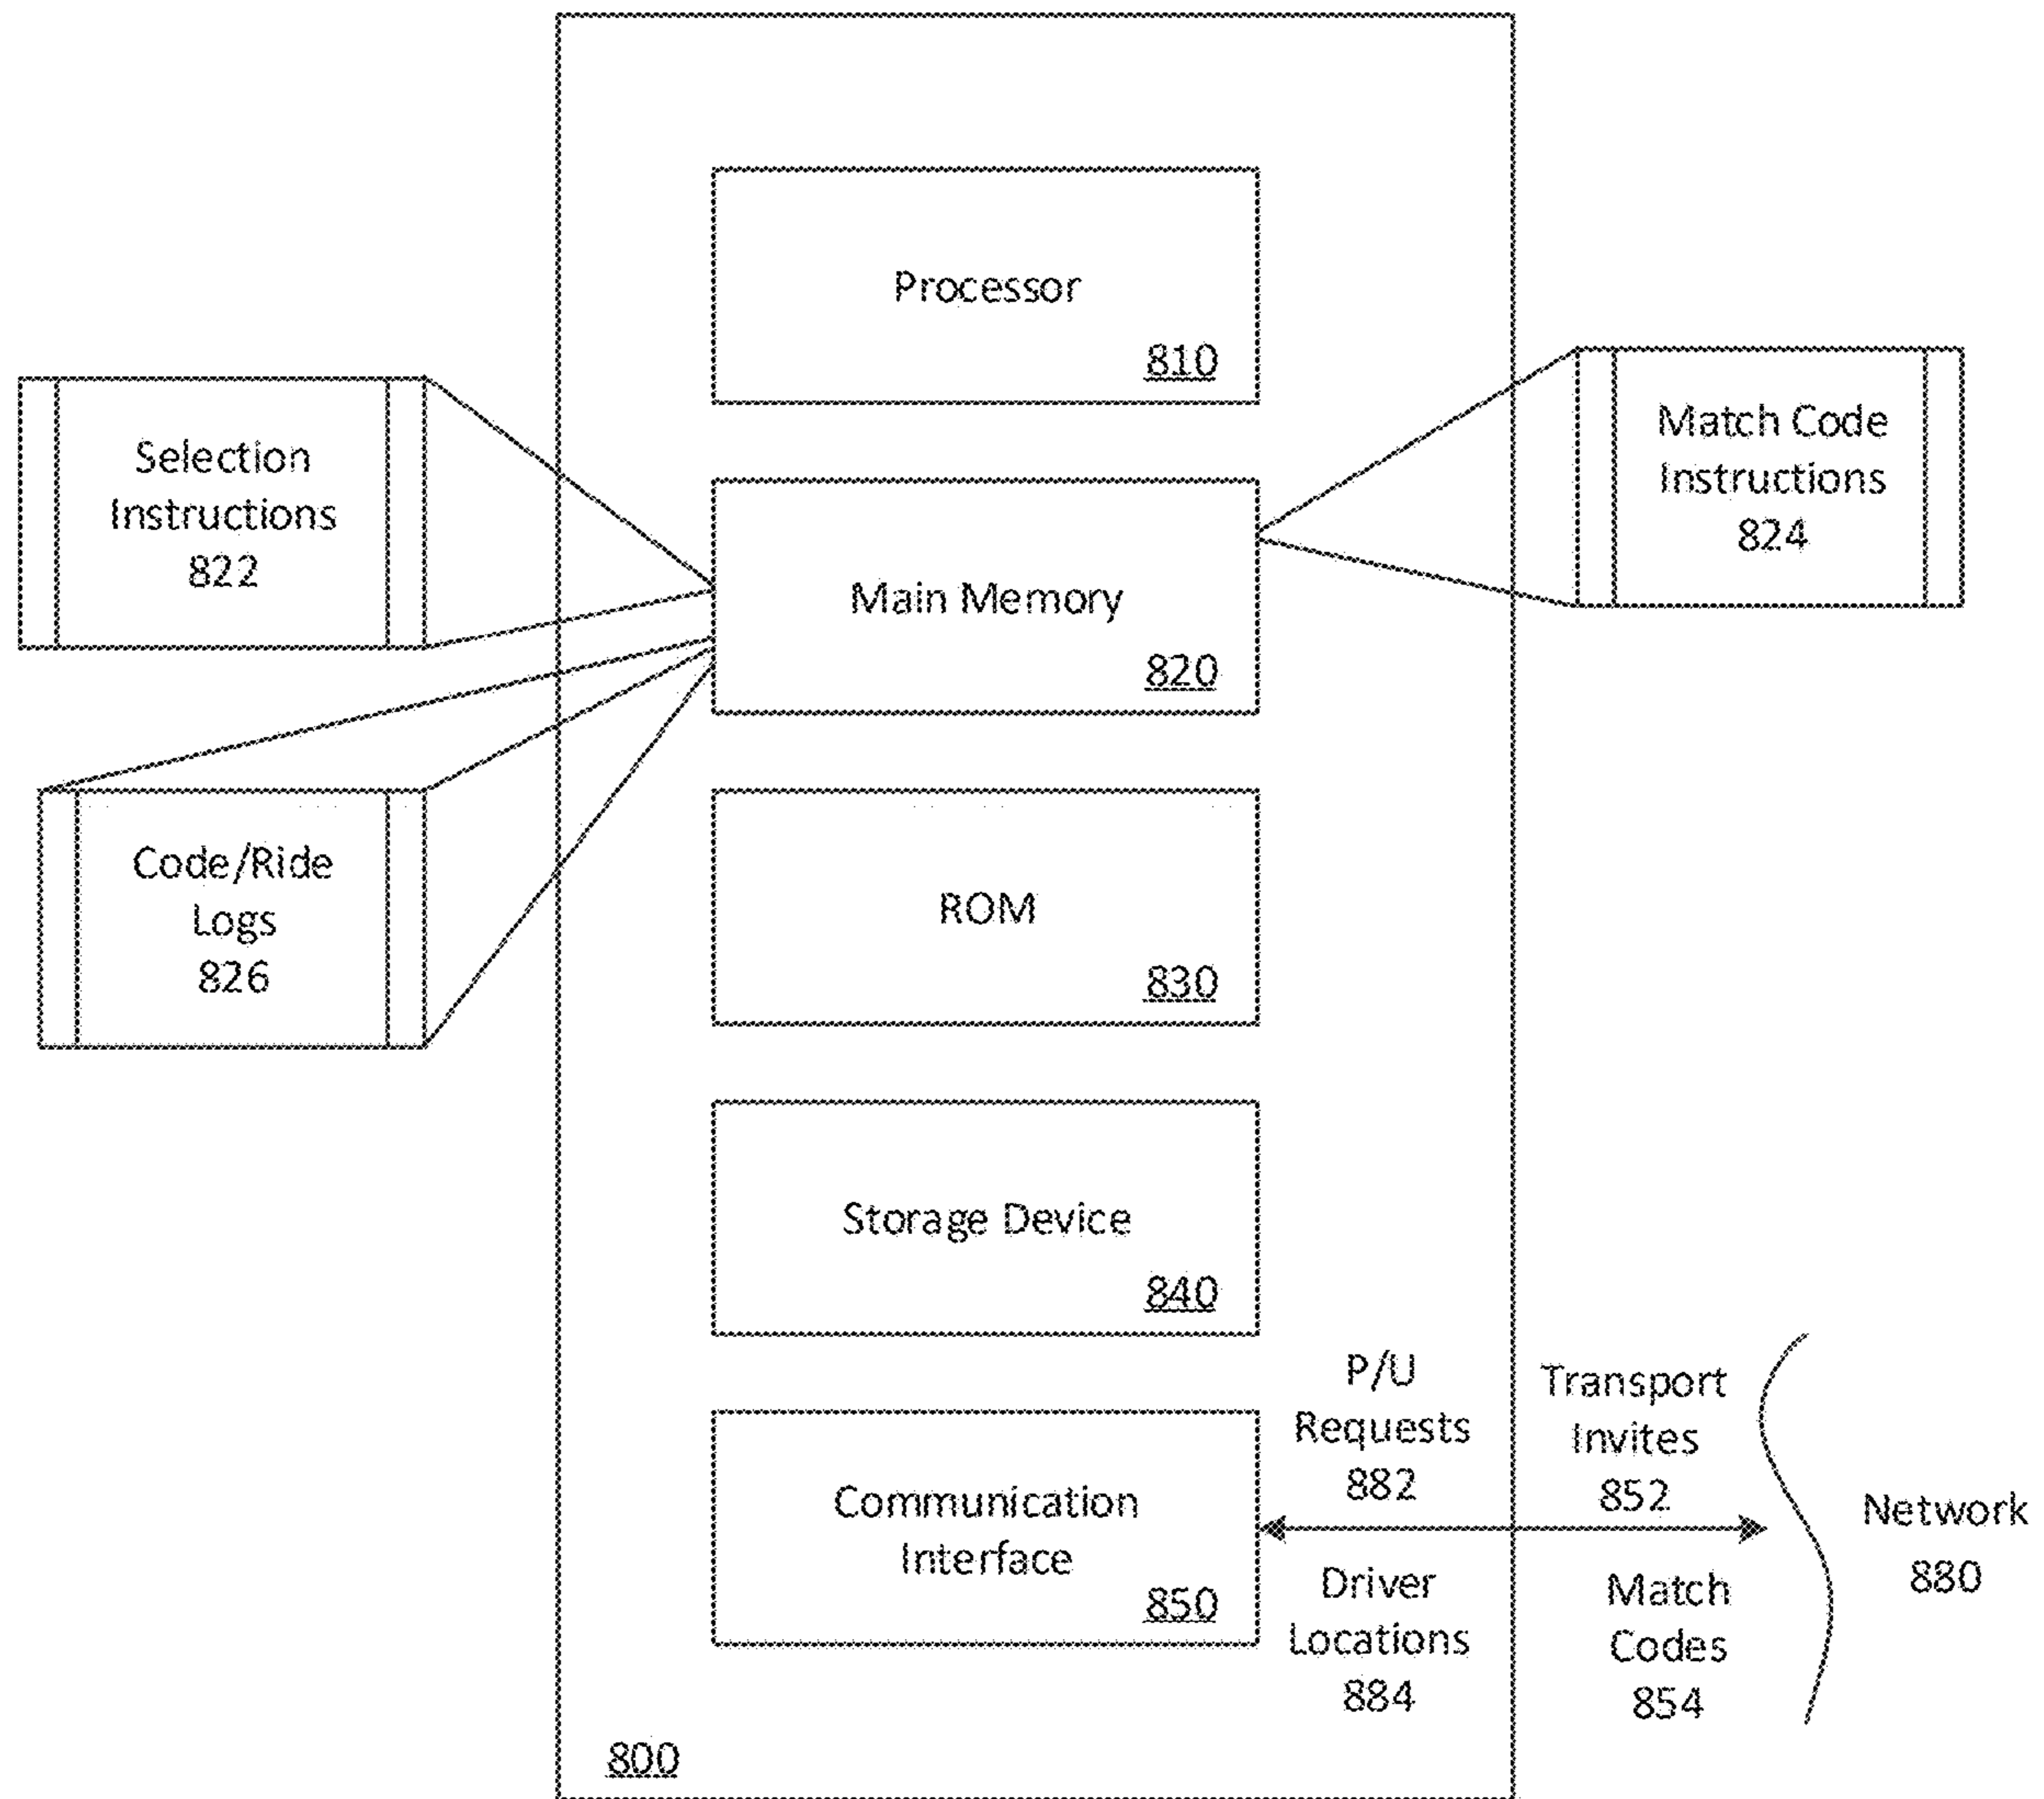 Processor
810
Selection
Instructions
822
Match Code
Instructions
824
Main Memory
820
Code/Ride
Logs
826
ROM
830
Storage Device
840
P/U
Requests
882
Transport
Invites
852
Communication
Interface
850
Network
880
Driver
Locations
884
Match
Codes
854
800